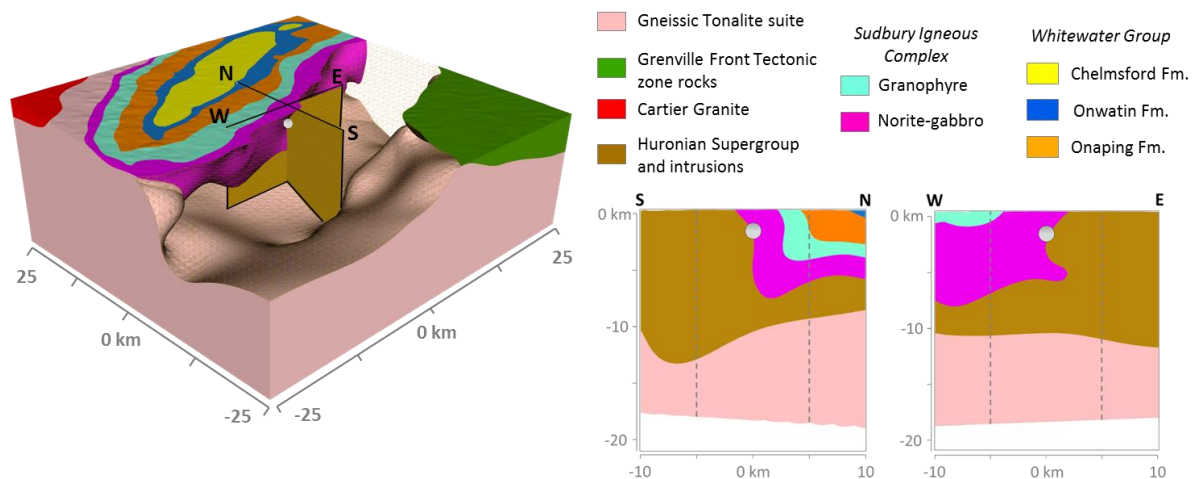 N
E
W
S
25
0 km
-25
-25
0 km
25
Gneissic Tonalite suite
Grenville Front Tectonic
zone rocks
Cartier Granite
Huronian Supergroup
and intrusions
Sudbury Igneous
Complex
Granophyre
Norite-gabbro
Whitewater Group
Chelmsford Fm.
Onwatin Fm.
Onaping Fm.
S
N
0 km
-10
-20
-10
0 km
10
W
E
0 km
-10
-20
-10
0 km
10